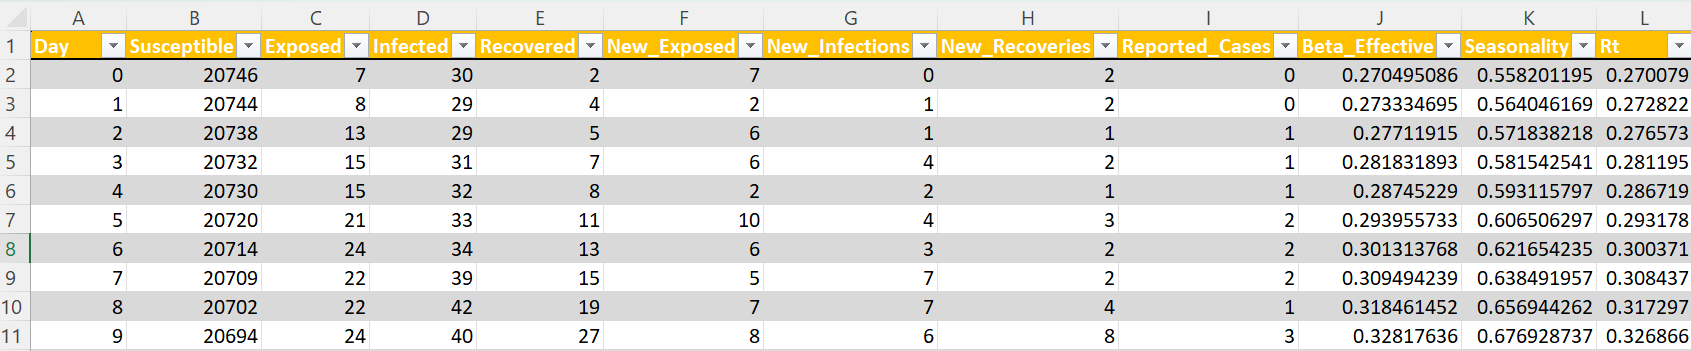 A B C D E F G H I J K L
1 Day Susceptible Exposed Infected Recovered New_Exposed New_Infections New_Recoveries Reported_Cases Beta_Effective Seasonality Rt
2 0 20746 7 30 2 7 0 2 0 0.270495086 0.558201195 0.270079
3 1 20744 8 29 4 2 1 2 0 0.273334695 0.564046169 0.272822
4 2 20738 13 29 5 6 1 1 1 0.27711915 0.571838218 0.276573
5 3 20732 15 31 7 6 4 2 1 0.281831893 0.581542541 0.281195
6 4 20730 15 32 8 2 2 1 1 0.28745229 0.593115797 0.286719
7 5 20720 21 33 11 10 4 3 2 0.293955733 0.606506297 0.293178
8 6 20714 24 34 13 6 3 2 2 0.301313768 0.621654235 0.300371
9 7 20709 22 39 15 5 7 2 2 0.309494239 0.638491957 0.308437
10 8 20702 22 42 19 7 7 4 1 0.318461452 0.656944262 0.317297
11 9 20694 24 40 27 8 6 8 3 0.32817636 0.676928737 0.326866